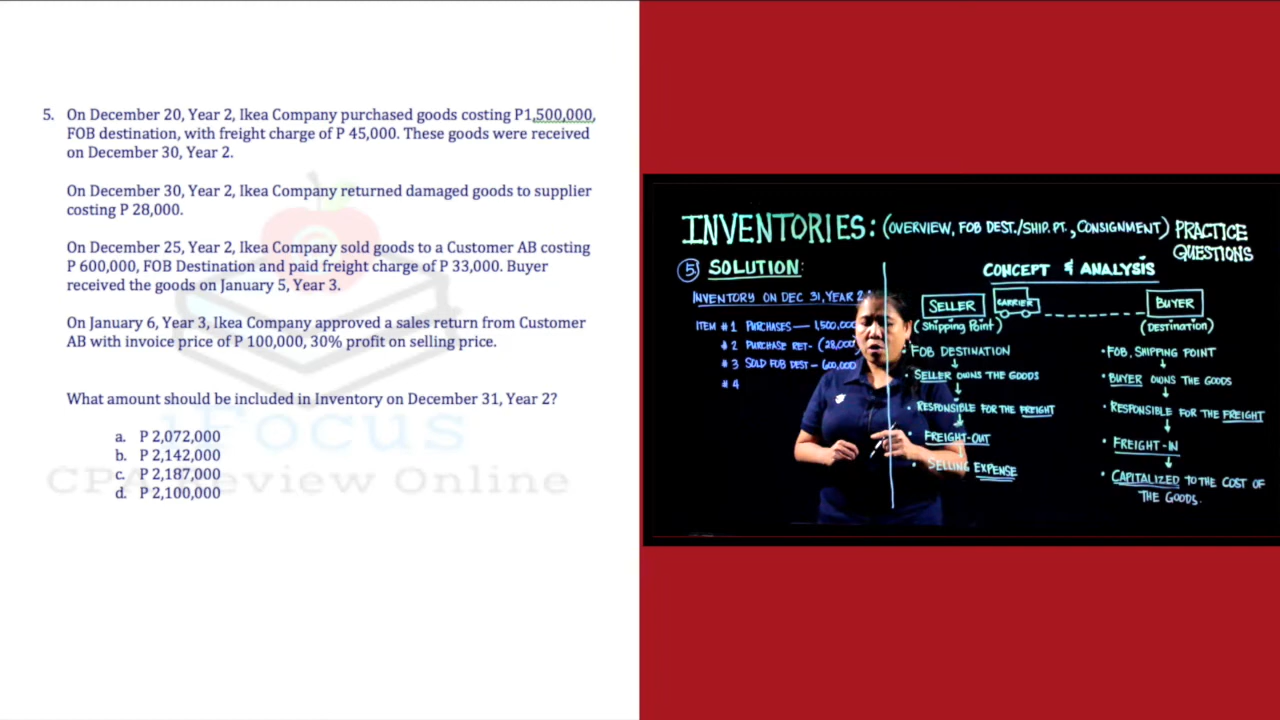 5. On December 20, Year 2, Ikea Company purchased goods costing P1,500,000,
FOB destination, with freight charge of P 45,000. These goods were received
on December 30, Year 2.
On December 30, Year 2, Ikea Company returned damaged goods to supplier
costing P 28,000.
On December 25, Year 2, Ikea Company sold goods to a Customer AB costing
P 600,000, FOB Destination and paid freight charge of P 33,000. Buyer
received the goods on January 5, Year 3.
On January 6, Year 3, Ikea Company approved a sales return from Customer
AB with invoice price of P 100,000, 30% profit on selling price.
What amount should be included in Inventory on December 31, Year 2?
a. P 2,072,000
b. P 2,142,000
c. P 2,187,000
d. P 2,100,000
iFocus
CPA Review Online
INVENTORIES: (OVERVIEW, FOB DEST./SHIP. PT., CONSIGNMENT) PRACTICE
QUESTIONS
5 SOLUTION:
INVENTORY ON DEC 31, YEAR 2
ITEM #1 PURCHASES — 1,500,000
#2 PURCHASE RET- (28,000)
#3 SOLD FOB DEST - 600,000
#4
CONCEPT & ANALYSIS
SELLER
(Shipping Point)
CARRIER
BUYER
(DESTINATION)
• FOB DESTINATION
SELLER OWNS THE GOODS
• RESPONSIBLE FOR THE FREIGHT
• FREIGHT-OUT
• SELLING EXPENSE
• FOB, SHIPPING POINT
• BUYER OWNS THE GOODS
• RESPONSIBLE FOR THE FREIGHT
• FREIGHT-IN
• CAPITALIZED TO THE COST OF
THE GOODS.